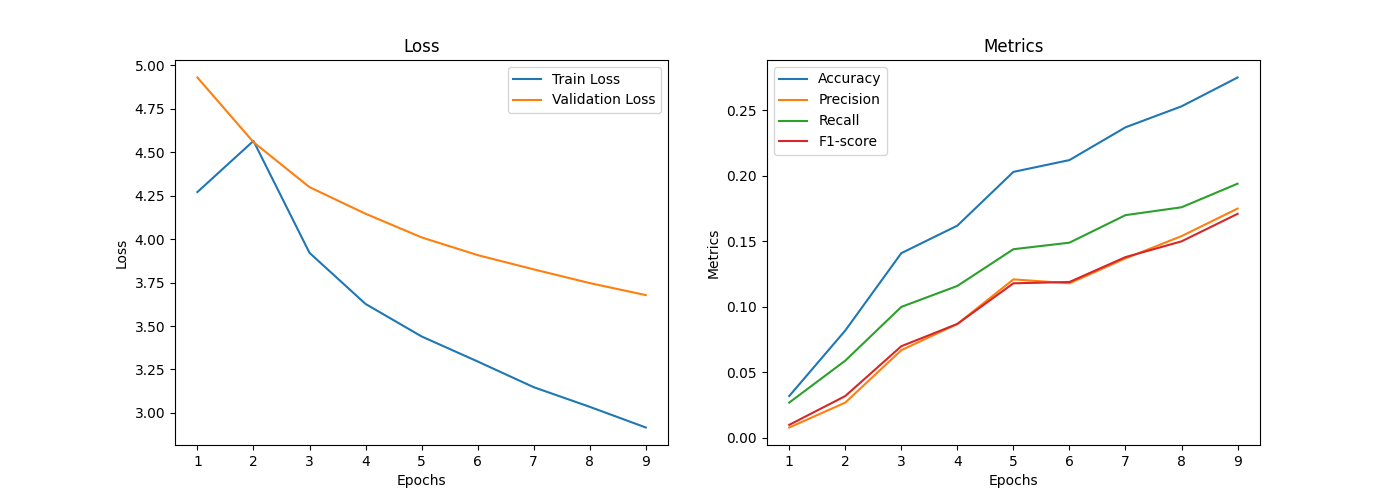 Loss
5.00
4.75
4.50
4.25
4.00
3.75
3.50
3.25
3.00
Loss
Train Loss
Validation Loss
1 2 3 4 5 6 7 8 9
Epochs
Metrics
0.25
0.20
0.15
0.10
0.05
0.00
Metrics
Accuracy
Precision
Recall
F1-score
1 2 3 4 5 6 7 8 9
Epochs